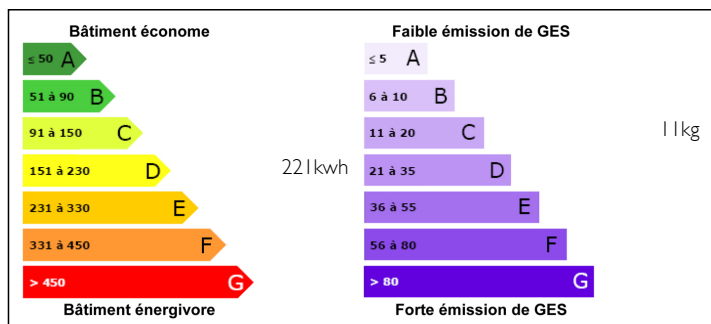 Bâtiment économe
≤ 50 A
51 à 90 B
91 à 150 C
151 à 230 D
231 à 330 E
331 à 450 F
> 450 G
Bâtiment énergivore
221kwh
Faible émission de GES
≤ 5 A
6 à 10 B
11 à 20 C
21 à 35 D
36 à 55 E
56 à 80 F
> 80 G
Forte émission de GES
11kg